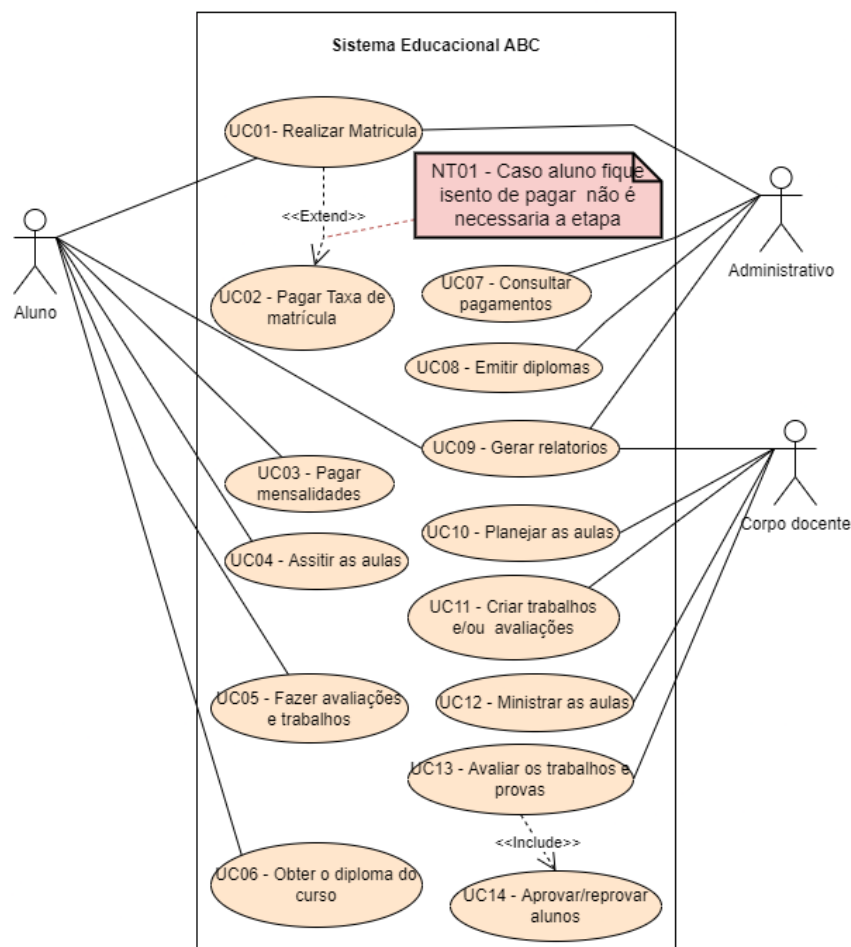 Sistema Educacional ABC
UC01- Realizar Matricula
NT01 - Caso aluno fique
isento de pagar não é
necessaria a etapa
<<Extend>>
Aluno
Administrativo
UC02 - Pagar Taxa de
matrícula
UC07 - Consultar
pagamentos
UC08 - Emitir diplomas
UC09 - Gerar relatorios
UC03 - Pagar
mensalidades
Corpo docente
UC10 - Planejar as aulas
UC04 - Assitir as aulas
UC11 - Criar trabalhos
e/ou avaliações
UC05 - Fazer avaliações
e trabalhos
UC12 - Ministrar as aulas
UC13 - Avaliar os trabalhos e
provas
<<Include>>
UC06 - Obter o diploma do
curso
UC14 - Aprovar/reprovar
alunos